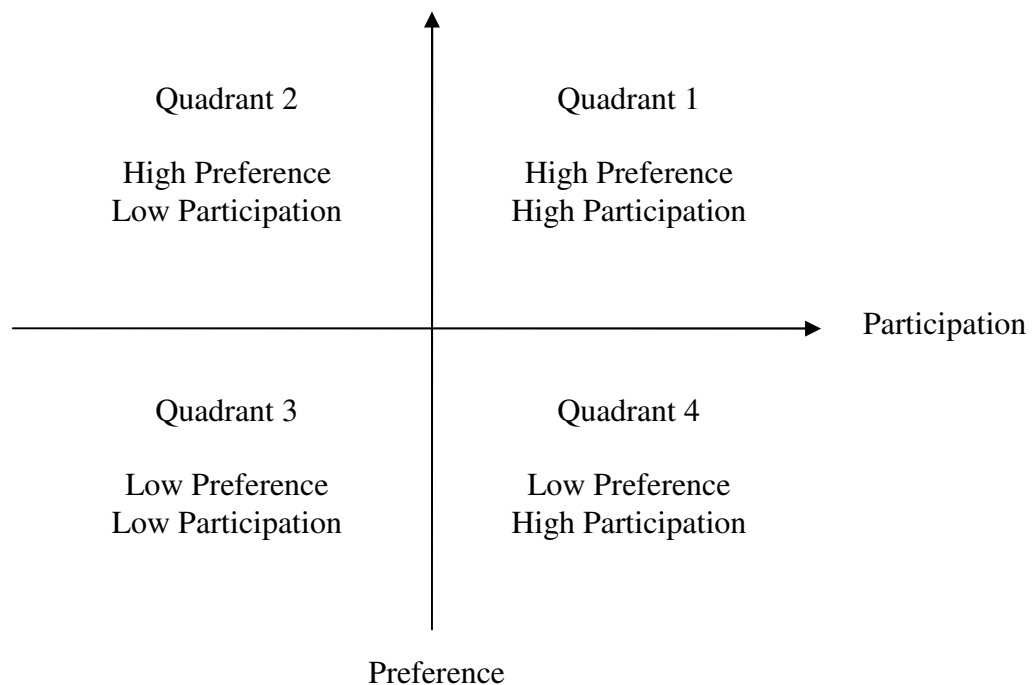 Quadrant 2
High Preference
Low Participation
Quadrant 1
High Preference
High Participation
Participation
Quadrant 3
Low Preference
Low Participation
Quadrant 4
Low Preference
High Participation
Preference